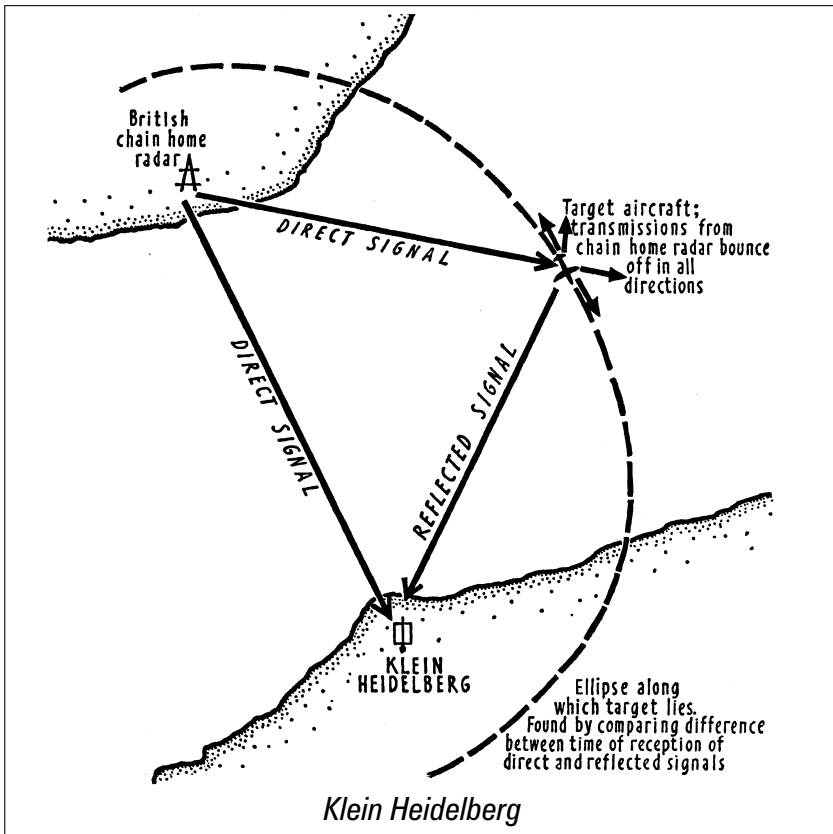 British
chain home
radar
DIRECT SIGNAL
Target aircraft;
transmissions from
chain home radar bounce
off in all
directions
DIRECT SIGNAL
REFLECTED SIGNAL
KLEIN
HEIDELBERG
Ellipse along
which target lies.
Found by comparing difference
between time of reception of
direct and reflected signals
Klein Heidelberg